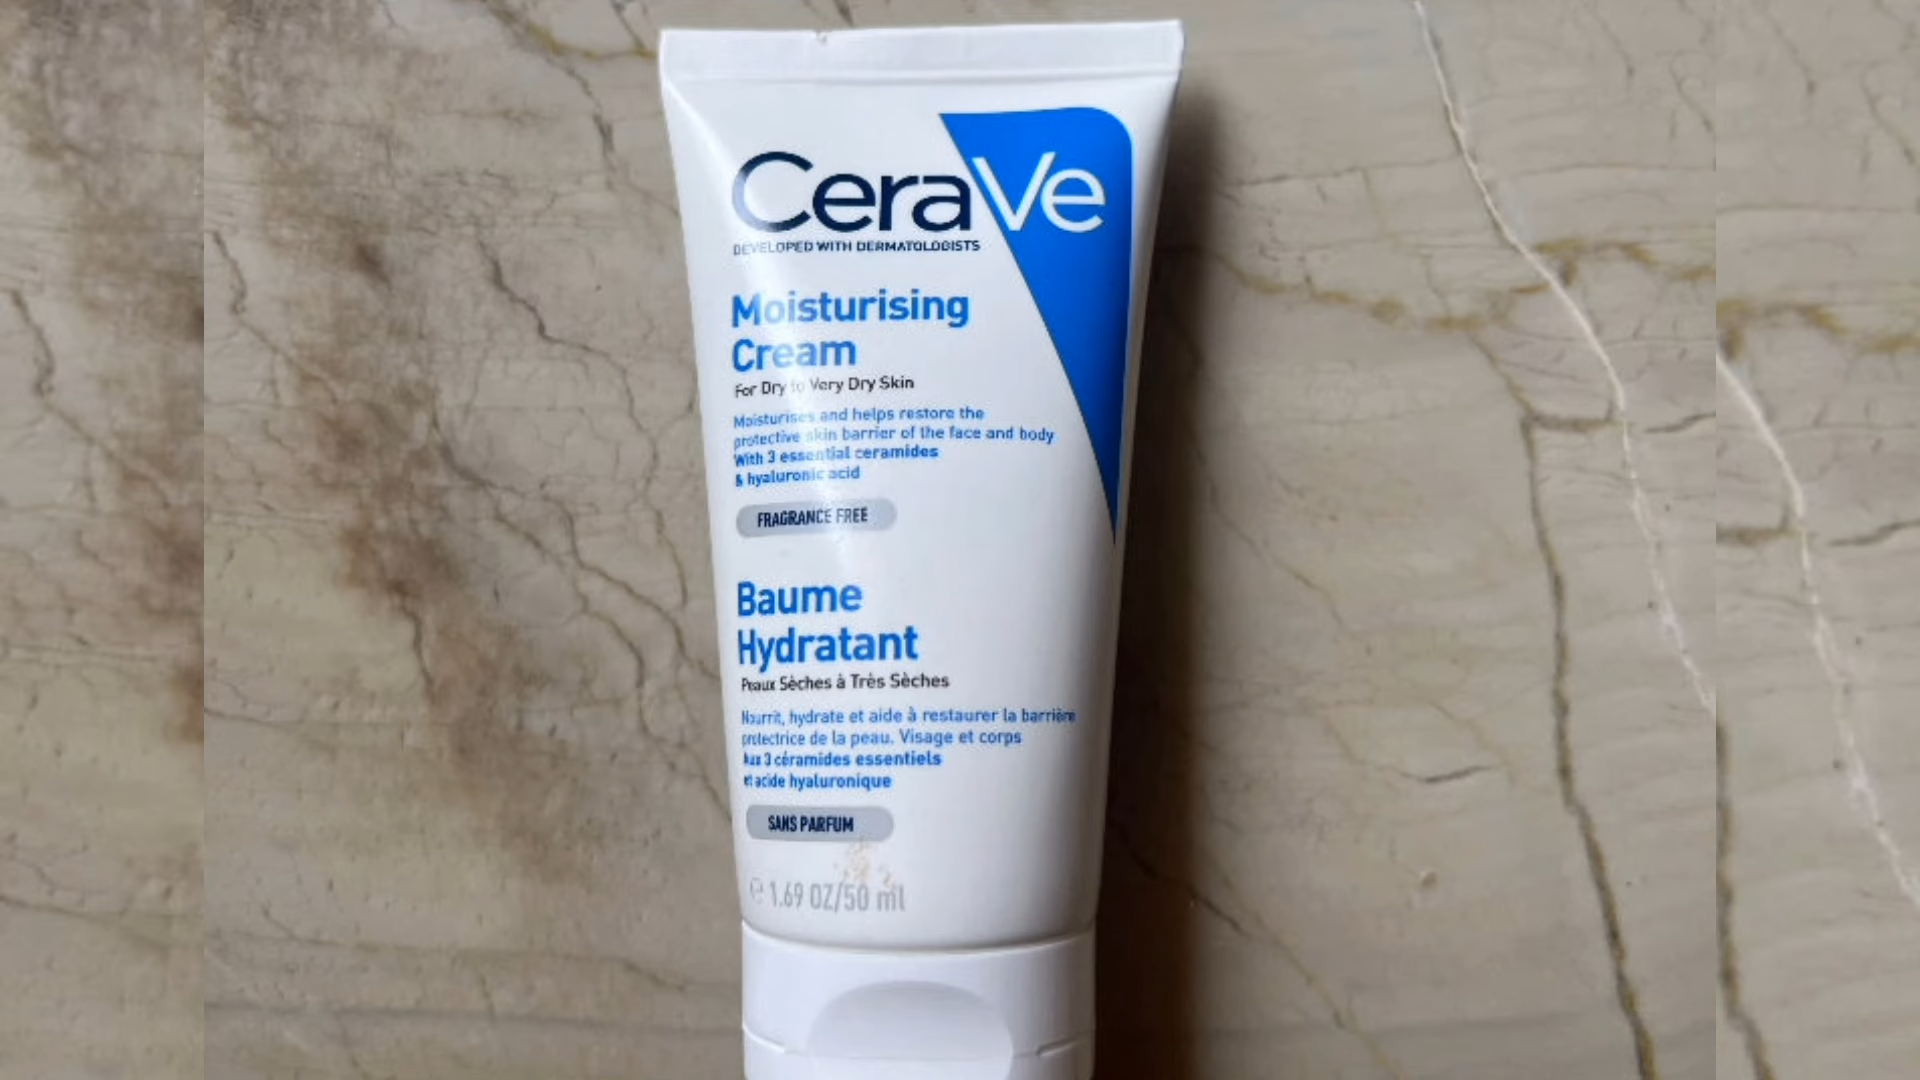 CeraVe
DEVELOPED WITH DERMATOLOGISTS
Moisturising
Cream
For Dry to Very Dry Skin
Moisturises and helps restore the
protective skin barrier of the face and body
With 3 essential ceramides
& hyaluronic acid
FRAGRANCE FREE
Baume
Hydratant
Peaux Sèches à Très Sèches
Nourrit, hydrate et aide à restaurer la barrière
protectrice de la peau. Visage et corps
Aux 3 céramides essentiels
et acide hyaluronique
SANS PARFUM
℮ 1.69 OZ/50 ml